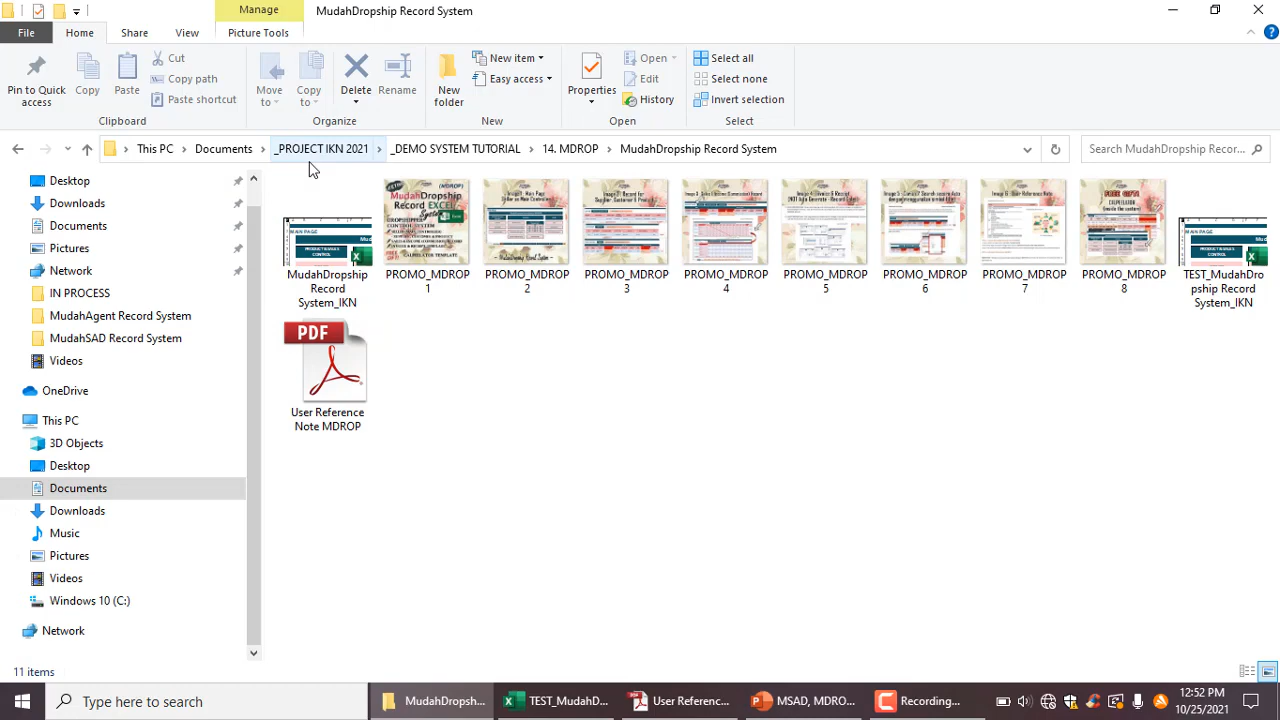 Manage
MudahDropship Record System
File
Home
Share
View
Picture Tools
Pin to Quick access
Copy
Paste
Cut
Copy path
Paste shortcut
Move to
Copy to
Delete
Rename
New folder
New item
Easy access
Properties
Open
Edit
History
Select all
Select none
Invert selection
Clipboard
Organize
New
Open
Select
This PC
Documents
_PROJECT IKN 2021
_DEMO SYSTEM TUTORIAL
14. MDROP
MudahDropship Record System
Search MudahDropship Recor...
Desktop
Downloads
Documents
Pictures
Network
IN PROCESS
MudahAgent Record System
MudahSAD Record System
Videos
OneDrive
This PC
3D Objects
Desktop
Documents
Downloads
Music
Pictures
Videos
Windows 10 (C:)
Network
MudahDropship
Record
System_IKN
PROMO_MDROP
1
PROMO_MDROP
2
PROMO_MDROP
3
PROMO_MDROP
4
PROMO_MDROP
5
PROMO_MDROP
6
PROMO_MDROP
7
PROMO_MDROP
8
TEST_MudahDro
pship Record
System_IKN
PDF
User Reference
Note MDROP
11 items
Type here to search
MudahDropsh...
TEST_MudahD...
User Referenc...
MSAD, MDRO...
Recording...
12:52 PM
10/25/2021